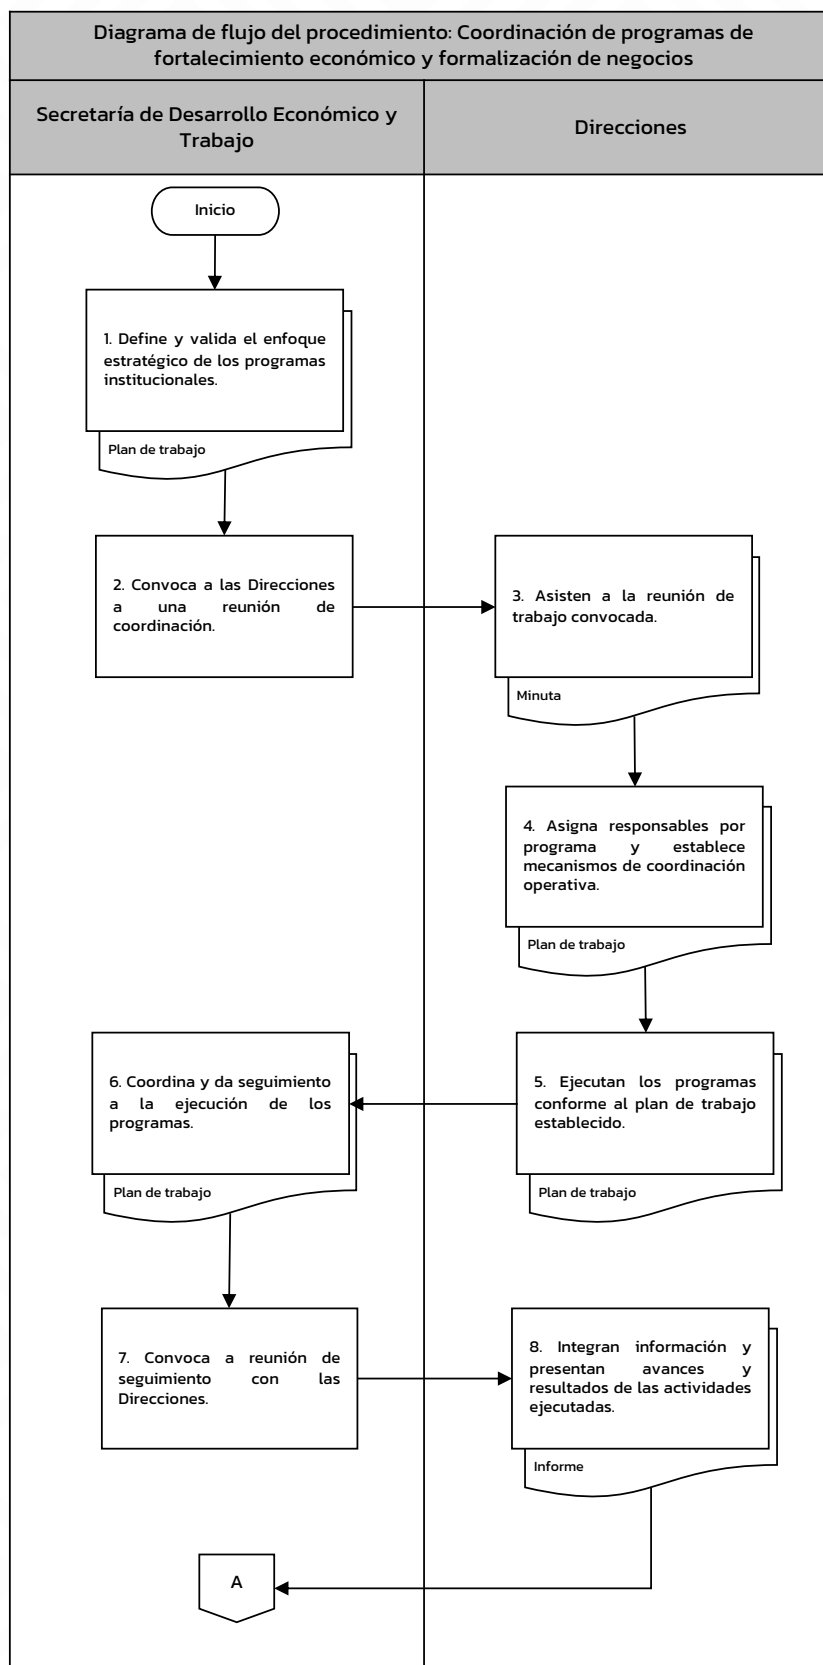 Diagrama de flujo del procedimiento: Coordinación de programas de
fortalecimiento económico y formalización de negocios
Secretaría de Desarrollo Económico y
Trabajo
Direcciones
Inicio
1. Define y valida el enfoque
estratégico de los programas
institucionales.
Plan de trabajo
2. Convoca a las Direcciones
a una reunión de
coordinación.
3. Asisten a la reunión de
trabajo convocada.
Minuta
4. Asigna responsables por
programa y establece
mecanismos de coordinación
operativa.
Plan de trabajo
5. Ejecutan los programas
conforme al plan de trabajo
establecido.
Plan de trabajo
6. Coordina y da seguimiento
a la ejecución de los
programas.
Plan de trabajo
7. Convoca a reunión de
seguimiento con las
Direcciones.
8. Integran información y
presentan avances y
resultados de las actividades
ejecutadas.
Informe
A